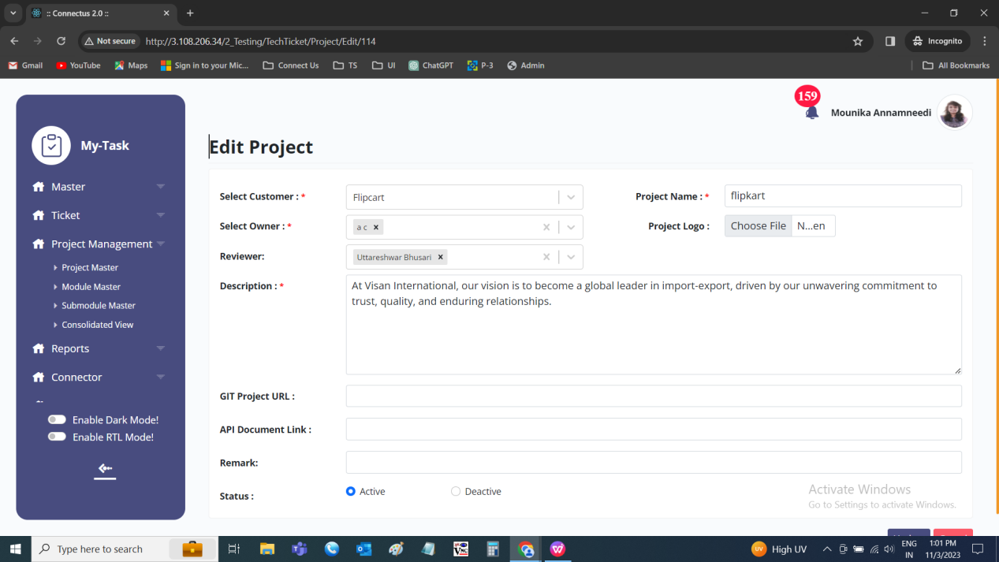 :: Connectus 2.0 ::
Not secure
http://3.108.206.34/2_Testing/TechTicket/Project/Edit/114
Incognito
Gmail
YouTube
Maps
Sign in to your Mic...
Connect Us
TS
UI
ChatGPT
P-3
Admin
All Bookmarks
159
Mounika Annamneedi
My-Task
Master
Ticket
Project Management
Project Master
Module Master
Submodule Master
Consolidated View
Reports
Connector
Enable Dark Mode!
Enable RTL Mode!
Edit Project
Select Customer : *
Flipcart
Project Name : *
flipkart
Select Owner : *
a c
Project Logo :
Choose File N...en
Reviewer:
Uttareshwar Bhusari
Description : *
At Visan International, our vision is to become a global leader in import-export, driven by our unwavering commitment to
trust, quality, and enduring relationships.
GIT Project URL :
API Document Link :
Remark:
Status :
Active
Deactive
Activate Windows
Go to Settings to activate Windows.
Type here to search
UV
High UV
ENG
IN
1:01 PM
11/3/2023